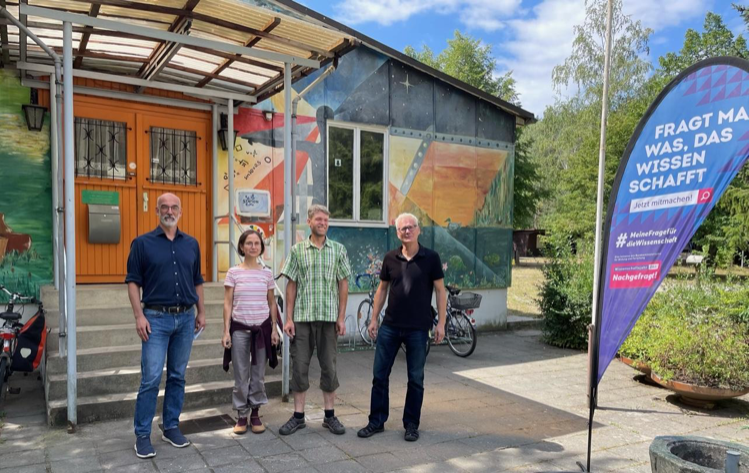 FRAGT MA
WAS, DAS
WISSEN
SCHAFFT
Jetzt mitmachen!
#MeineFragefür
dieWissenschaft
Nachgefragt!